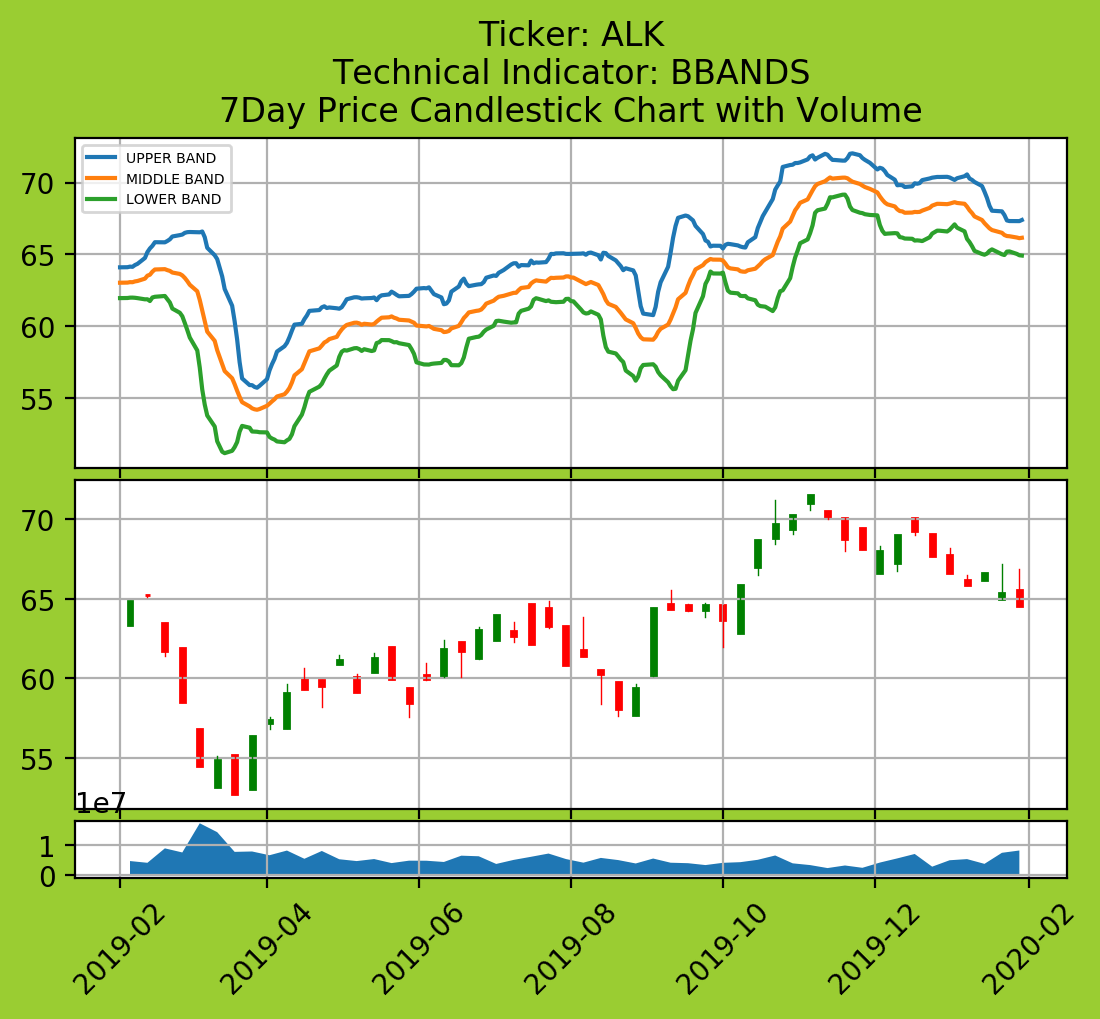 Ticker: ALK
Technical Indicator: BBANDS
7Day Price Candlestick Chart with Volume
UPPER BAND
MIDDLE BAND
LOWER BAND
70
65
60
55
70
65
60
55
1e7
1
0
2019-02
2019-04
2019-06
2019-08
2019-10
2019-12
2020-02